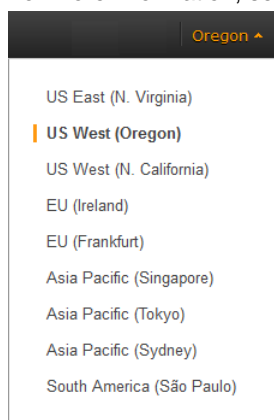 Oregon
US East (N. Virginia)
US West (Oregon)
US West (N. California)
EU (Ireland)
EU (Frankfurt)
Asia Pacific (Singapore)
Asia Pacific (Tokyo)
Asia Pacific (Sydney)
South America (São Paulo)